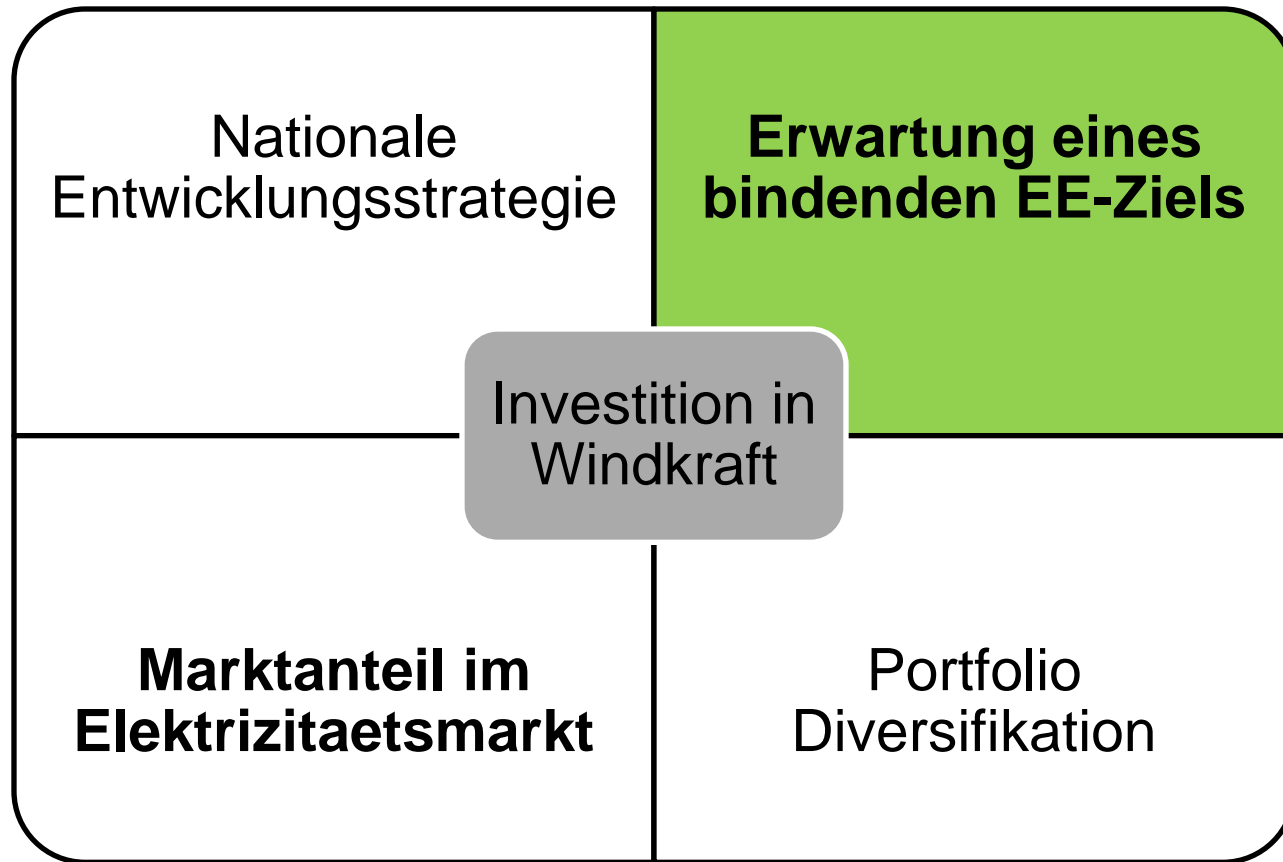 Nationale
Entwicklungsstrategie
Erwartung eines
bindenden EE-Ziels
Investition in
Windkraft
Marktanteil im
Elektrizitaetsmarkt
Portfolio
Diversifikation